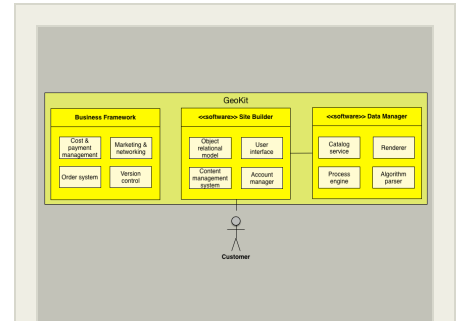 GeoKit
Business Framework
Cost &
payment
management
Marketing &
networking
Order system
Version
control
<<software>> Site Builder
Object
relational
model
User
interface
Content
management
system
Account
manager
<<software>> Data Manager
Catalog
service
Renderer
Process
engine
Algorithm
parser
Customer